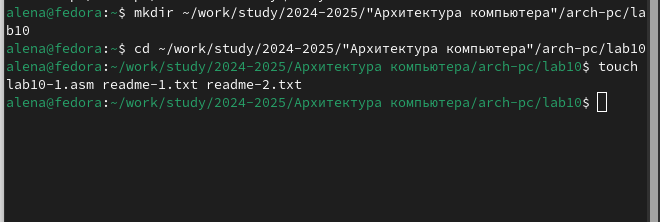 alena@fedora:~$ mkdir ~/work/study/2024-2025/"Архитектура компьютера"/arch-pc/la
b10
alena@fedora:~$ cd ~/work/study/2024-2025/"Архитектура компьютера"/arch-pc/lab10
alena@fedora:~/work/study/2024-2025/Архитектура компьютера/arch-pc/lab10$ touch
lab10-1.asm readme-1.txt readme-2.txt
alena@fedora:~/work/study/2024-2025/Архитектура компьютера/arch-pc/lab10$